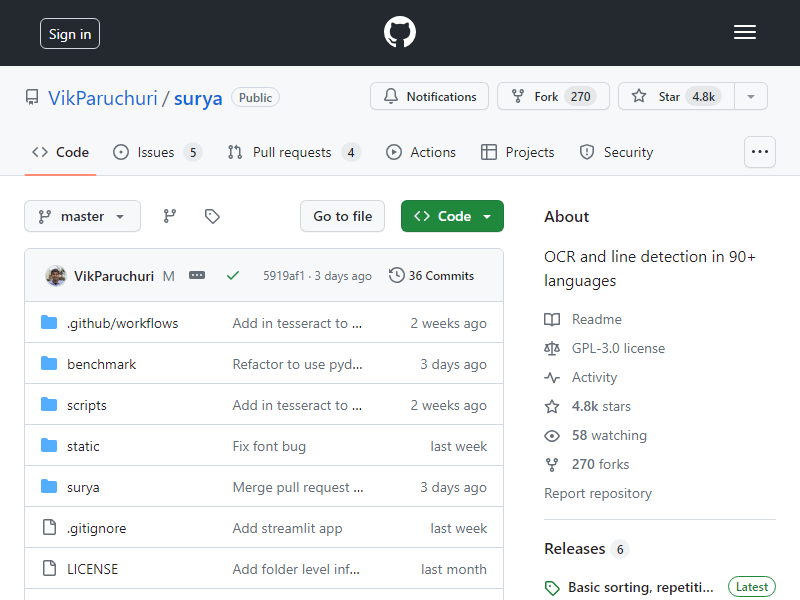 Sign in
VikParuchuri / surya Public
Notifications Fork 270 Star 4.8k
Code Issues 5 Pull requests 4 Actions Projects Security
master Go to file Code
VikParuchuri M 5919af1 · 3 days ago 36 Commits
.github/workflows Add in tesseract to ... 2 weeks ago
benchmark Refactor to use pyd... 3 days ago
scripts Add in tesseract to ... 2 weeks ago
static Fix font bug last week
surya Merge pull request ... 3 days ago
.gitignore Add streamlit app last week
LICENSE Add folder level inf... last month
About
OCR and line detection in 90+
languages
Readme
GPL-3.0 license
Activity
4.8k stars
58 watching
270 forks
Report repository
Releases 6
Basic sorting, repetiti... Latest